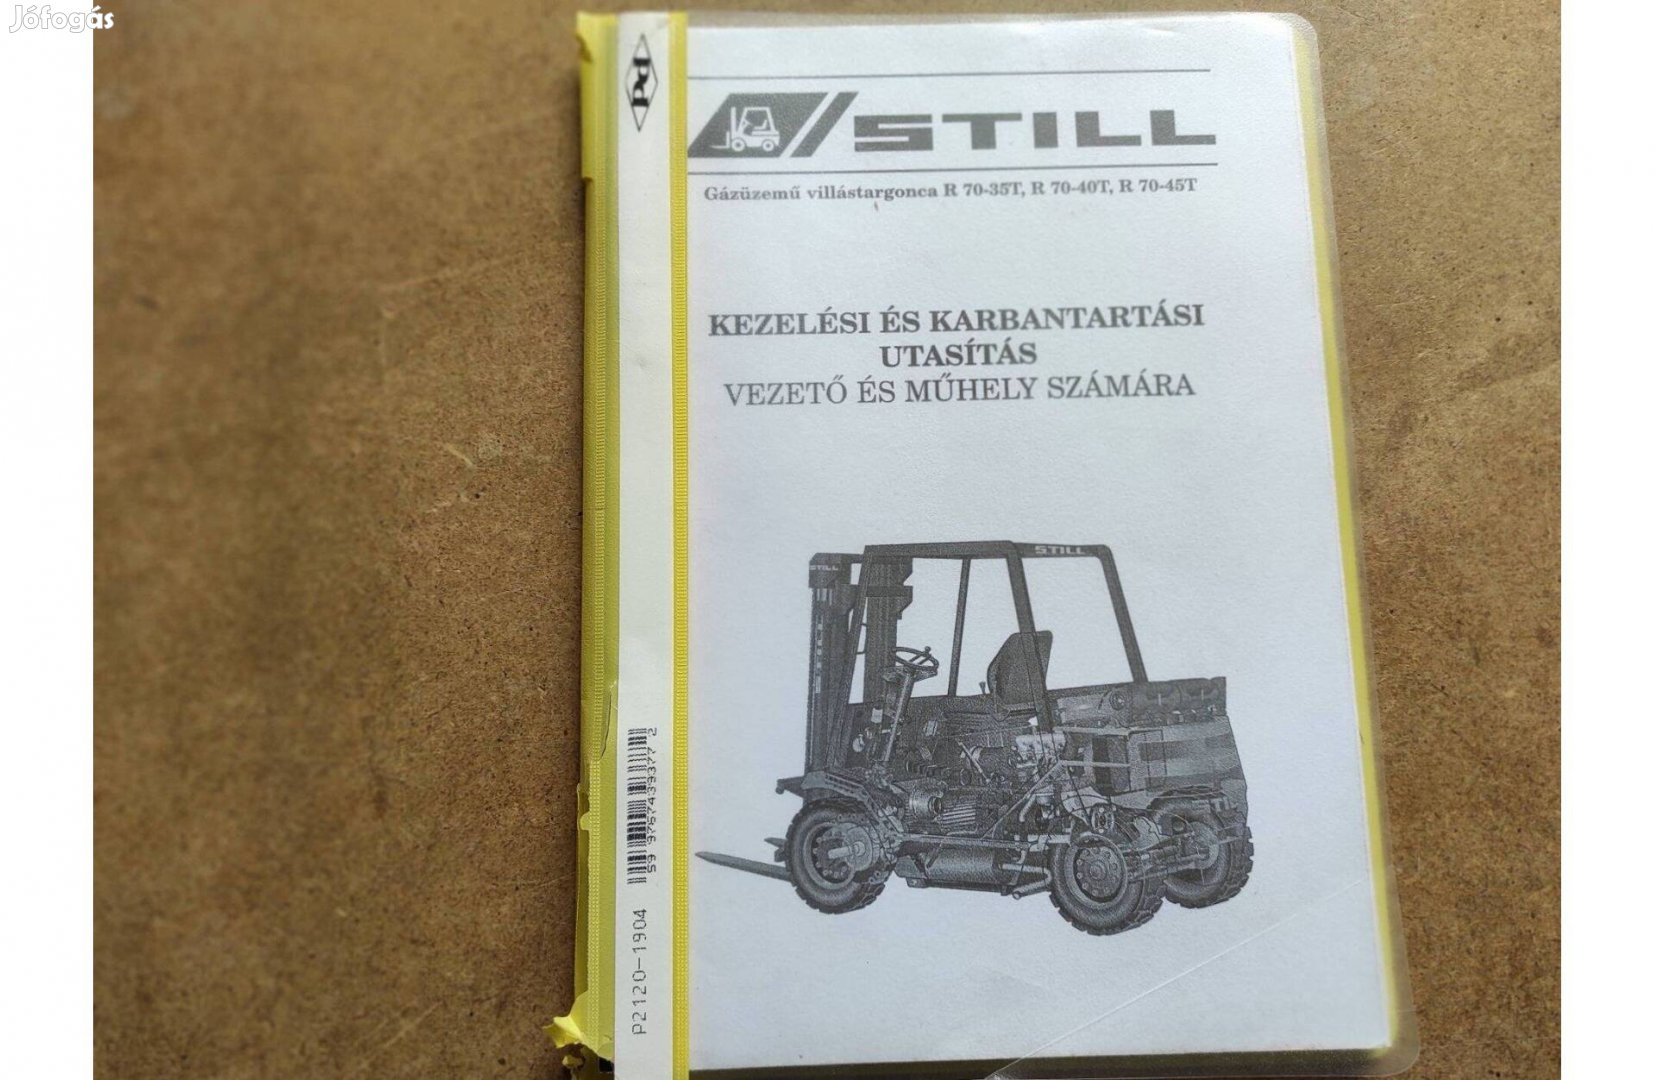 Jófogás
Pd
STILL
Gázüzemű villástargonca R 70-35T, R 70-40T, R 70-45T
KEZELÉSI ÉS KARBANTARTÁSI
UTASÍTÁS
VEZETŐ ÉS MŰHELY SZÁMÁRA
STILL
STILL
P2120-1904